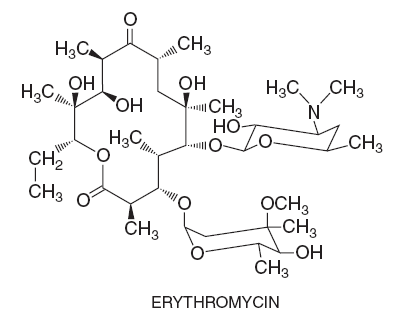 O
H₃C CH₃
H₃C OH OH OH CH₃
H₃C CH₃
N
HO
O O CH₃
H₃C
CH₂ O
CH₃
O O
CH₃
OCH₃
CH₃
O OH
CH₃
ERYTHROMYCIN